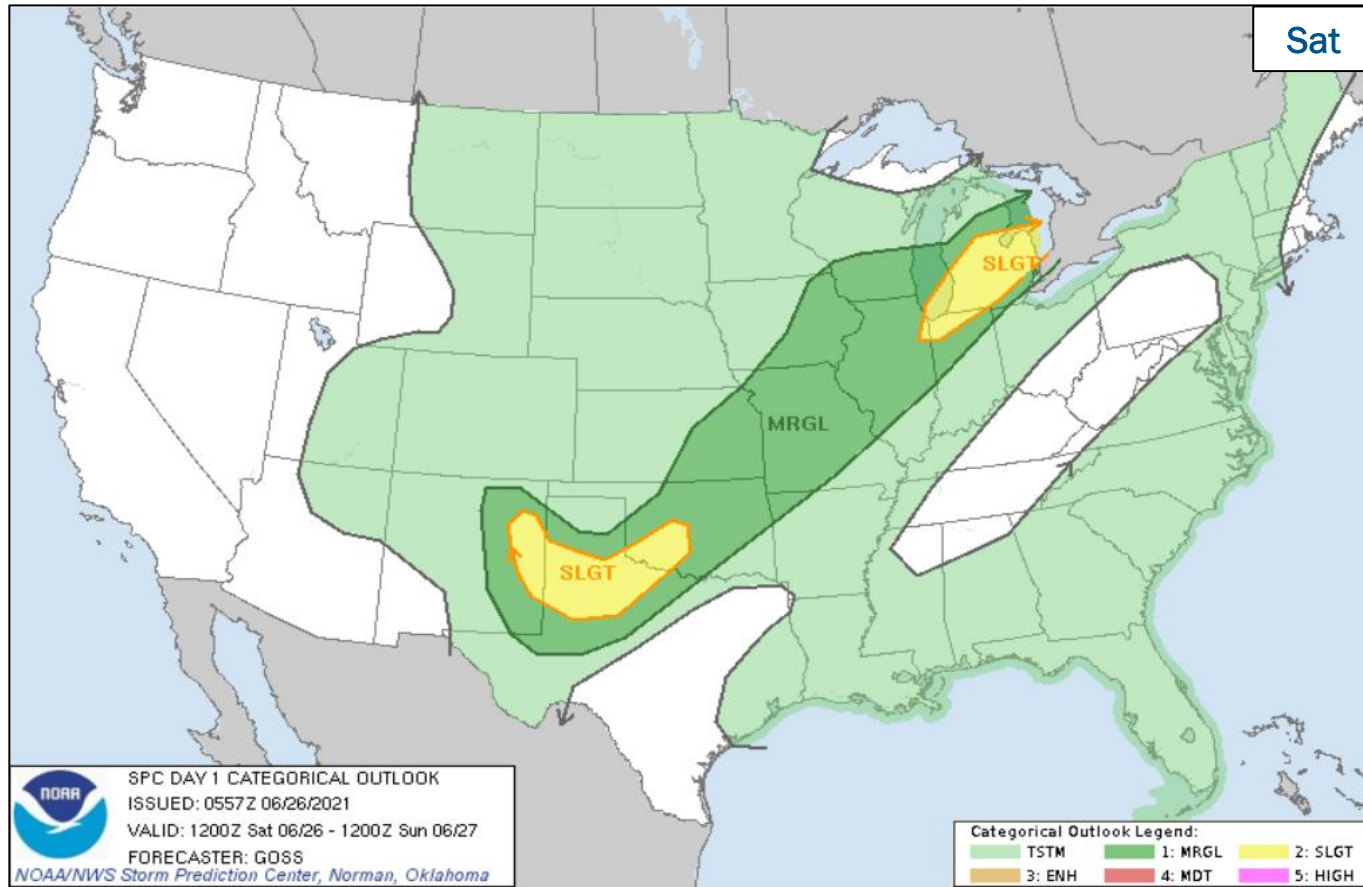 Sat
SLGT
MRGL
SLGT
NOAA
SPC DAY 1 CATEGORICAL OUTLOOK
ISSUED: 0557Z 06/26/2021
VALID: 1200Z Sat 06/26 - 1200Z Sun 06/27
FORECASTER: GOSS
NOAA/NWS Storm Prediction Center, Norman, Oklahoma
Categorical Outlook Legend:
TSTM 1: MRGL 2: SLGT
3: ENH 4: MDT 5: HIGH